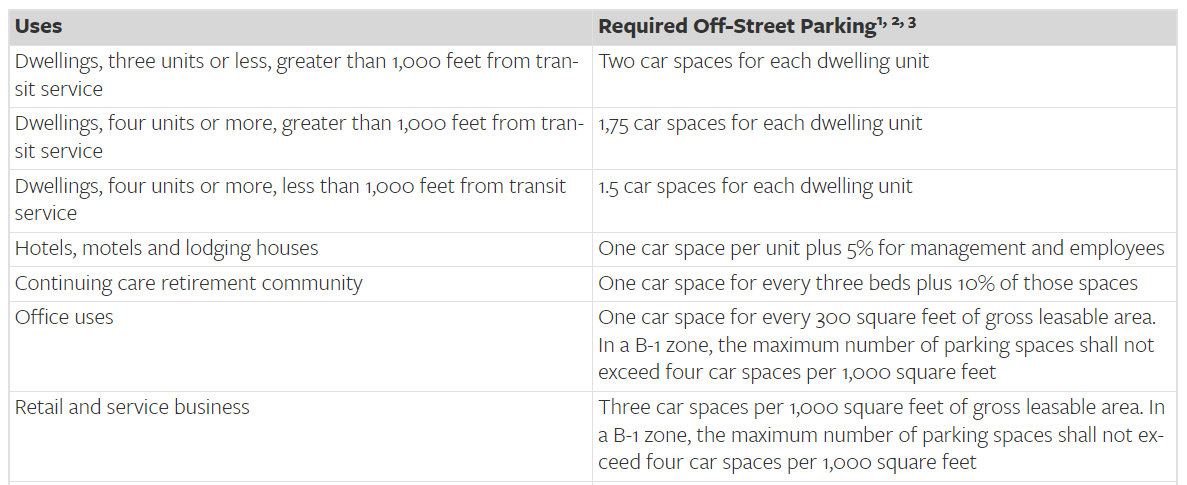 Uses
Required Off-Street Parking¹, ², ³
Dwellings, three units or less, greater than 1,000 feet from tran-
sit service
Two car spaces for each dwelling unit
Dwellings, four units or more, greater than 1,000 feet from tran-
sit service
1,75 car spaces for each dwelling unit
Dwellings, four units or more, less than 1,000 feet from transit
service
1.5 car spaces for each dwelling unit
Hotels, motels and lodging houses
One car space per unit plus 5% for management and employees
Continuing care retirement community
One car space for every three beds plus 10% of those spaces
Office uses
One car space for every 300 square feet of gross leasable area.
In a B-1 zone, the maximum number of parking spaces shall not
exceed four car spaces per 1,000 square feet
Retail and service business
Three car spaces per 1,000 square feet of gross leasable area. In
a B-1 zone, the maximum number of parking spaces shall not ex-
ceed four car spaces per 1,000 square feet